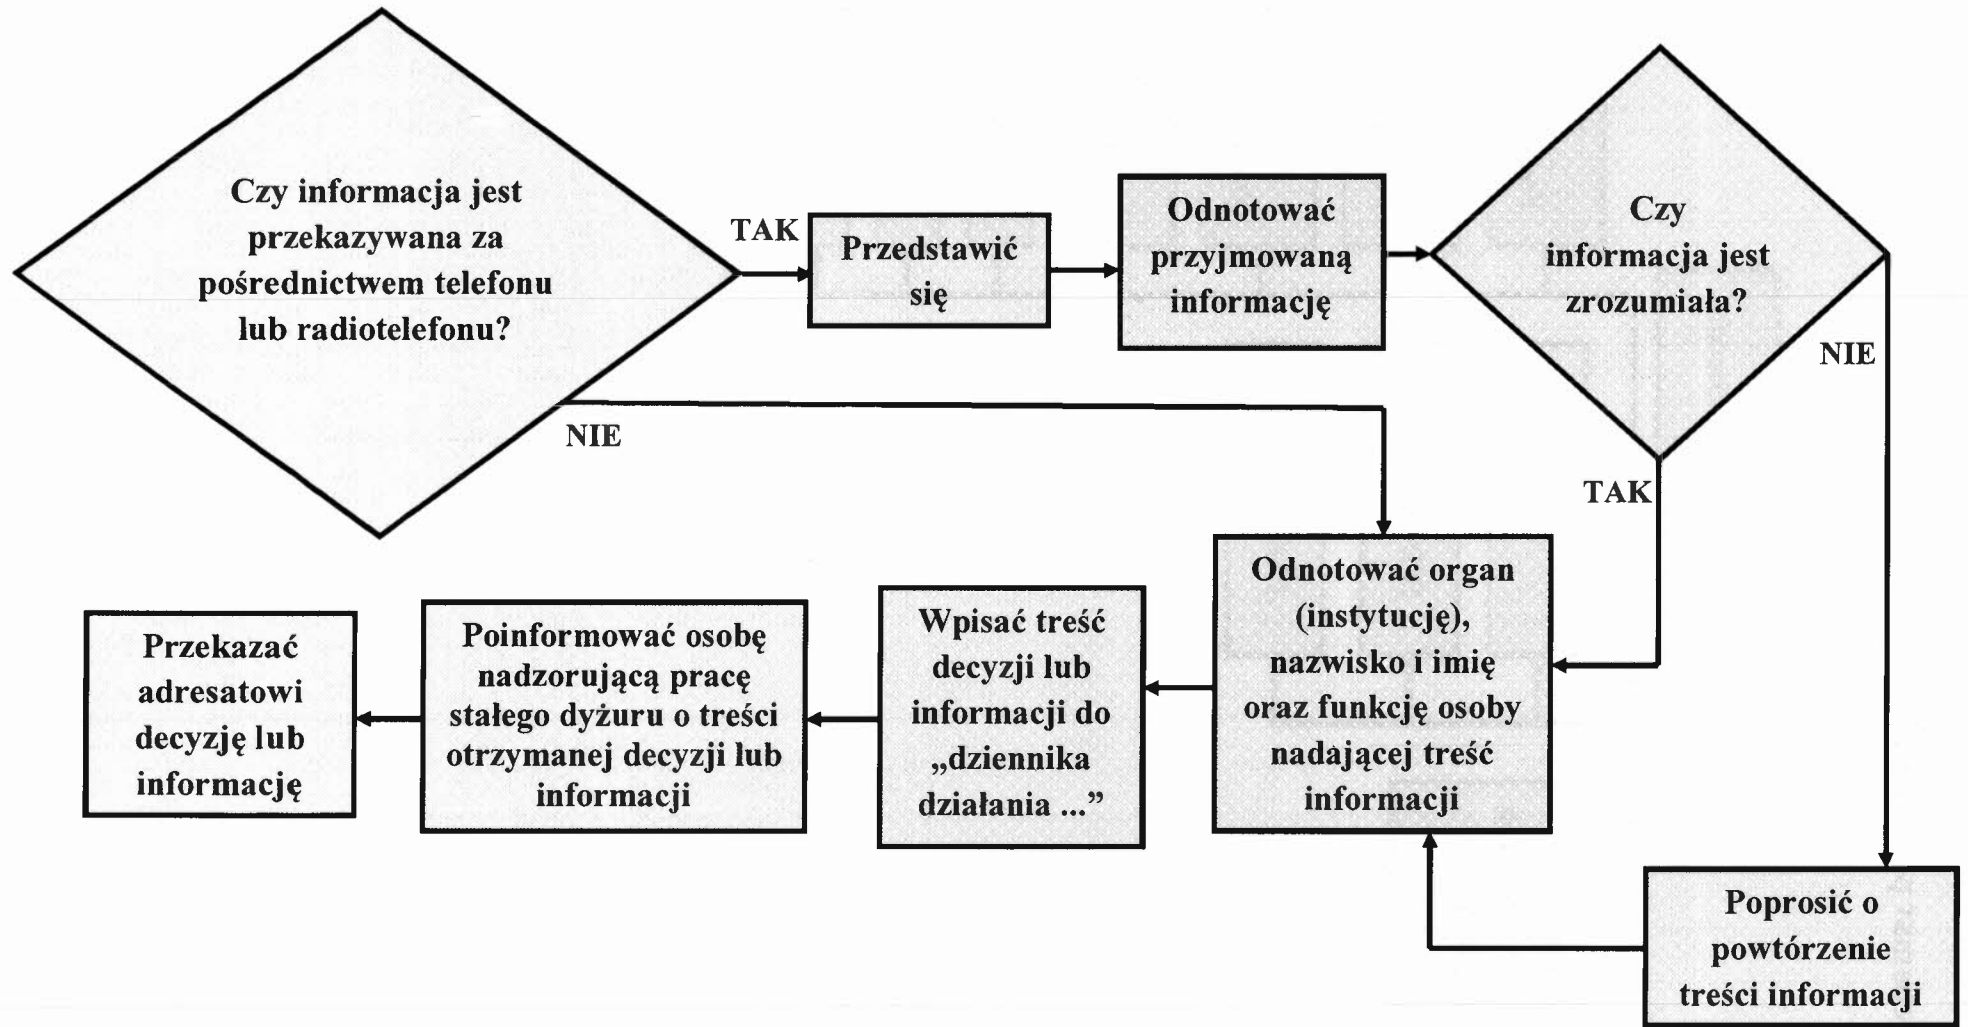 Czy informacja jest
przekazywana za
pośrednictwem telefonu
lub radiotelefonu?
TAK
Przedstawić
się
Odnotować
przyjmowaną
informację
Czy
informacja jest
zrozumiała?
NIE
NIE
TAK
Odnotować organ
(instytucję),
nazwisko i imię
oraz funkcję osoby
nadającej treść
informacji
Wpisać treść
decyzji lub
informacji do
„dziennika
działania ...”
Poinformować osobę
nadzorującą pracę
stałego dyżuru o treści
otrzymanej decyzji lub
informacji
Przekazać
adresatowi
decyzję lub
informację
Poprosić o
powtórzenie
treści informacji